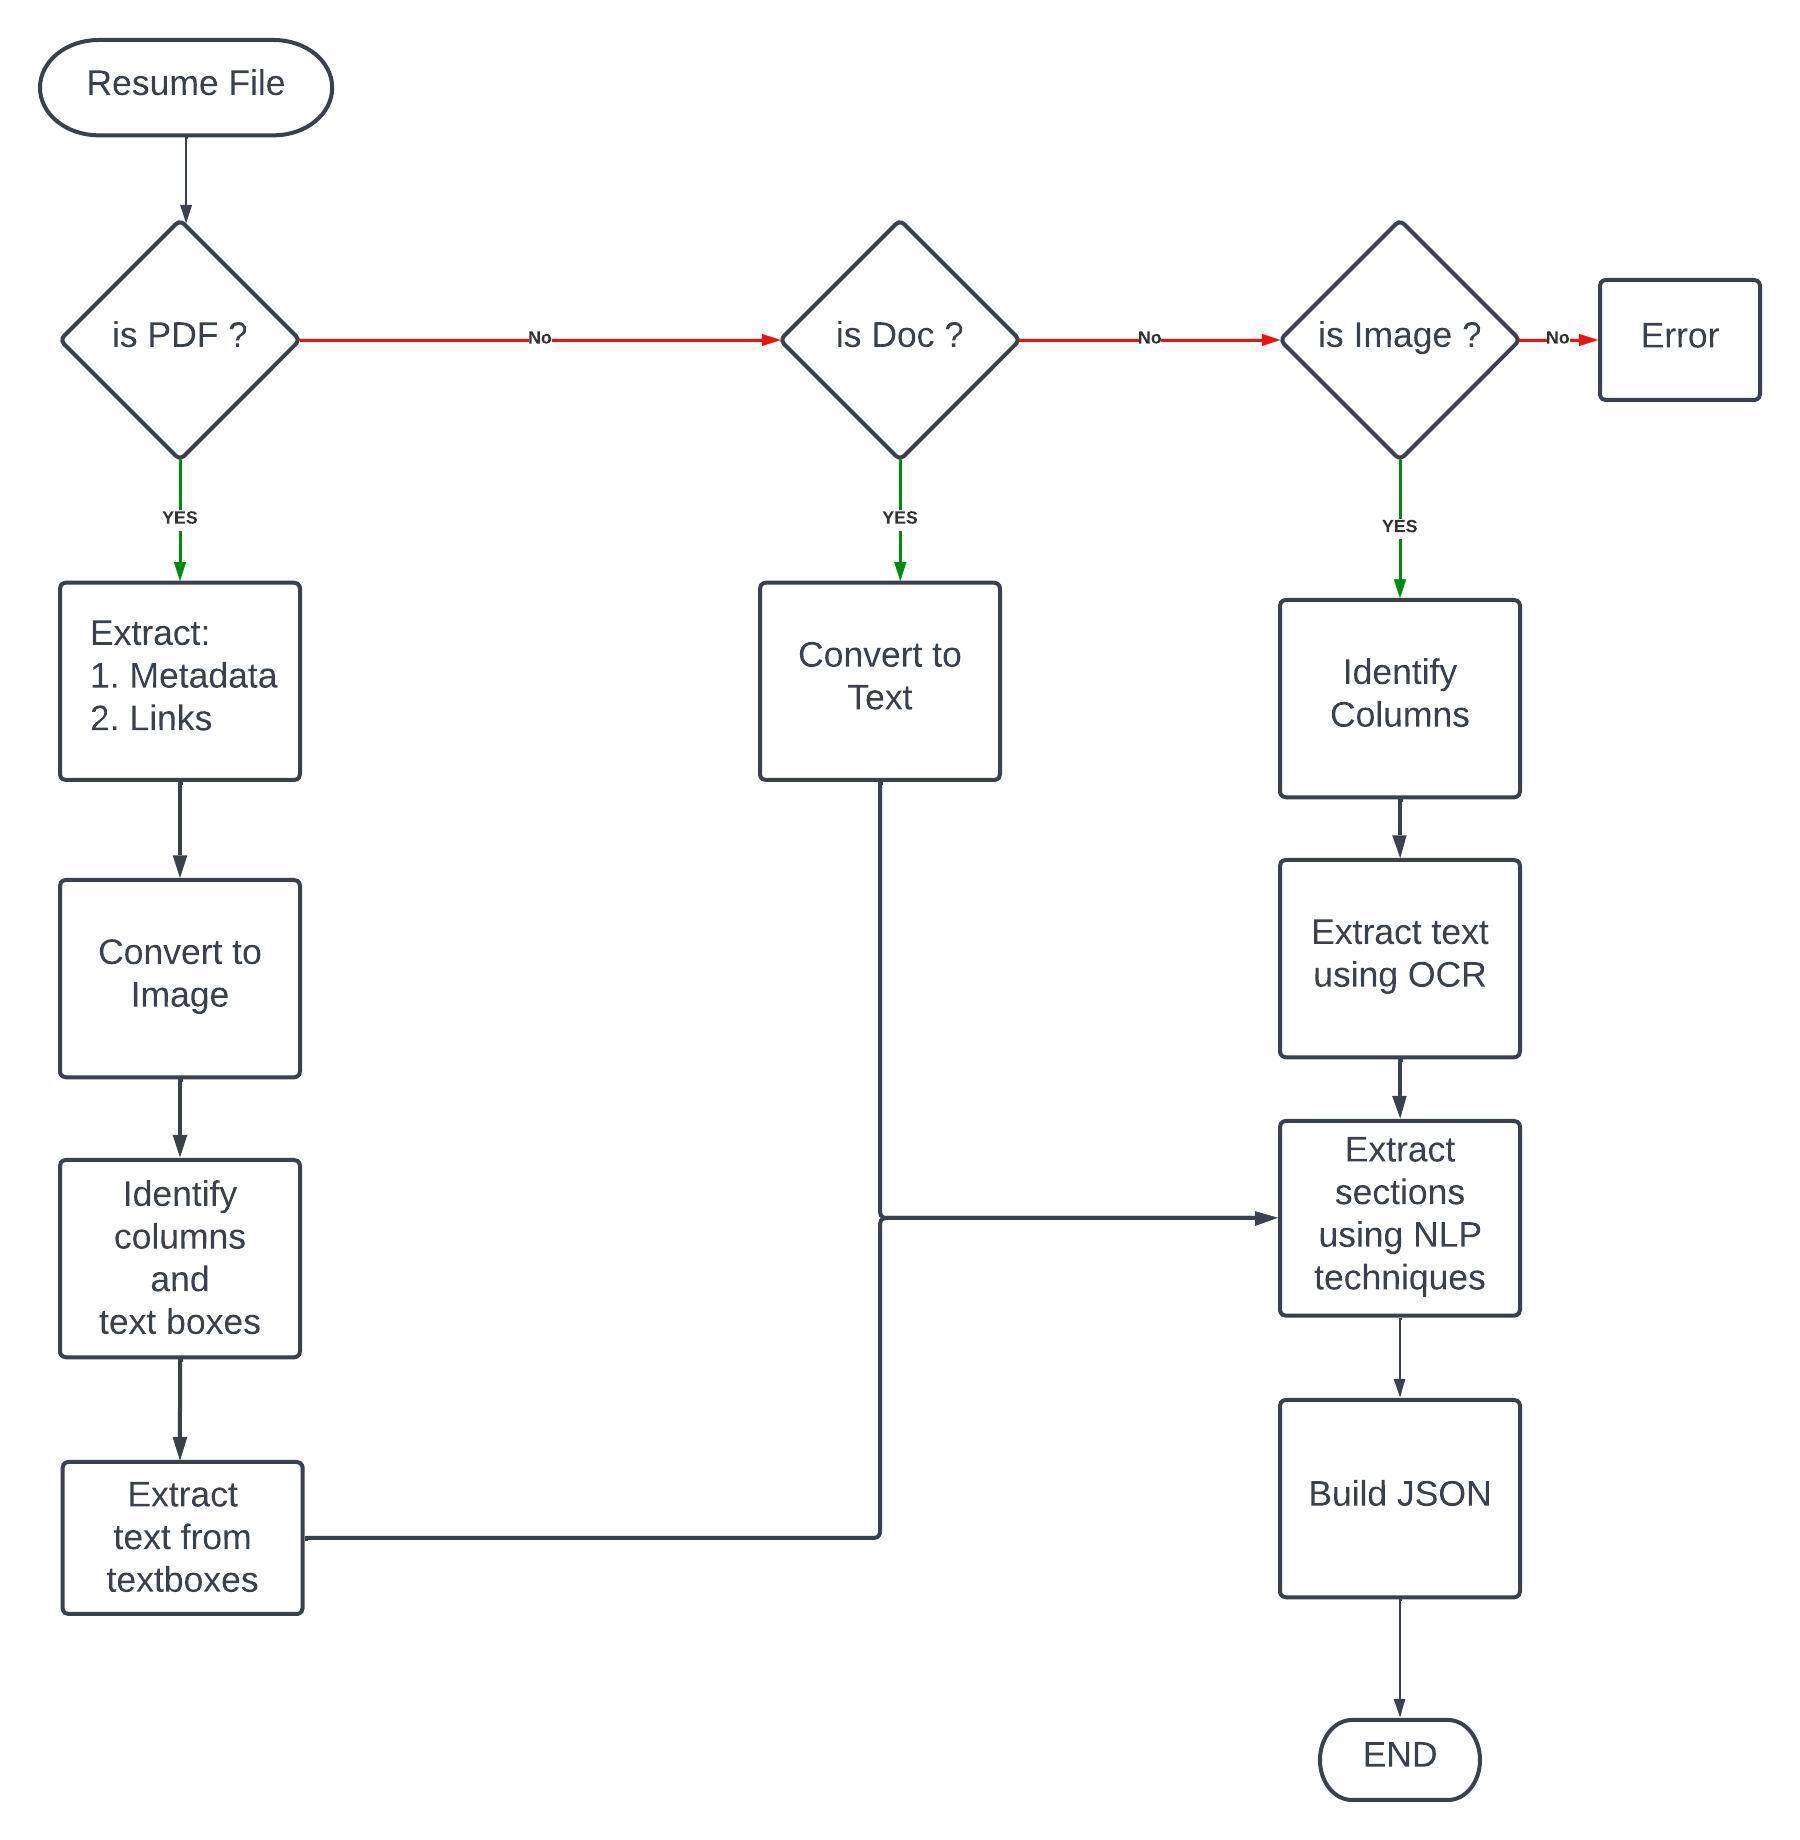 Resume File
is PDF ?
No
is Doc ?
No
is Image ?
No
Error
YES
YES
YES
Extract:
1. Metadata
2. Links
Convert to
Text
Identify
Columns
Convert to
Image
Extract text
using OCR
Identify
columns
and
text boxes
Extract
sections
using NLP
techniques
Extract
text from
textboxes
Build JSON
END